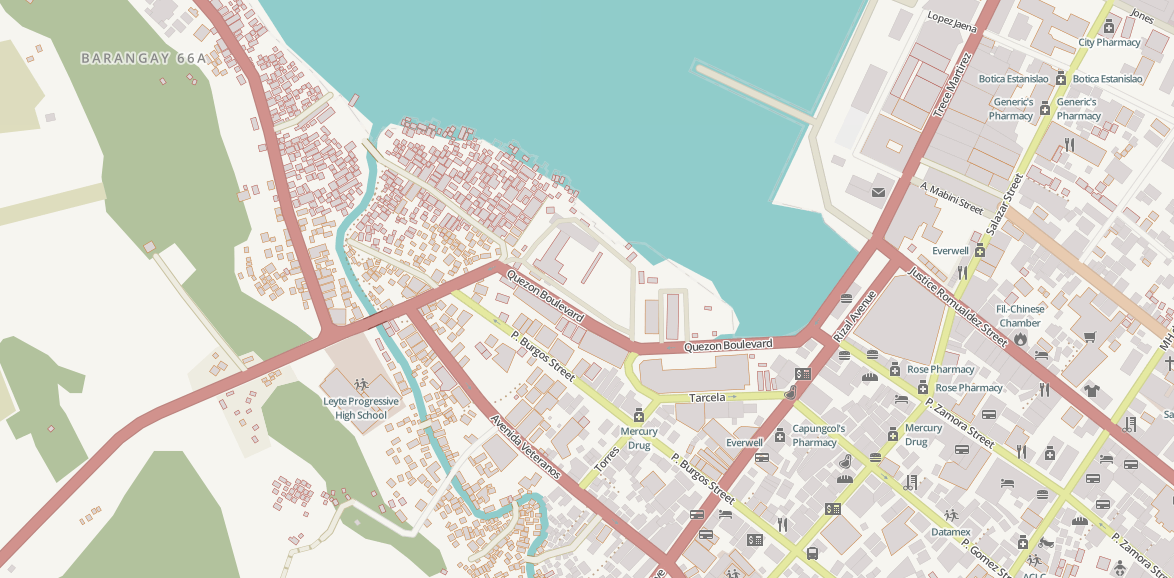 Jones
Lopez Jaena
City Pharmacy
BARANGAY 66A
Botica Estanislao
Botica Estanislao
Trece Martirez
Generic's
Pharmacy
Generic's
Pharmacy
A. Mabini Street
Salazar Street
Everwell
Justice Romualdez Street
Quezon Boulevard
Fil.-Chinese
Chamber
Rizal Avenue
P. Burgos Street
Quezon Boulevard
Rose Pharmacy
Rose Pharmacy
Leyte Progressive
High School
Tarcela
P. Zamora Street
Avenida Veteranos
Mercury
Drug
Everwell
Capungcol's
Pharmacy
Mercury
Drug
Torres
P. Burgos Street
Datamex
P. Gomez St
P. Zamora St
ACLC